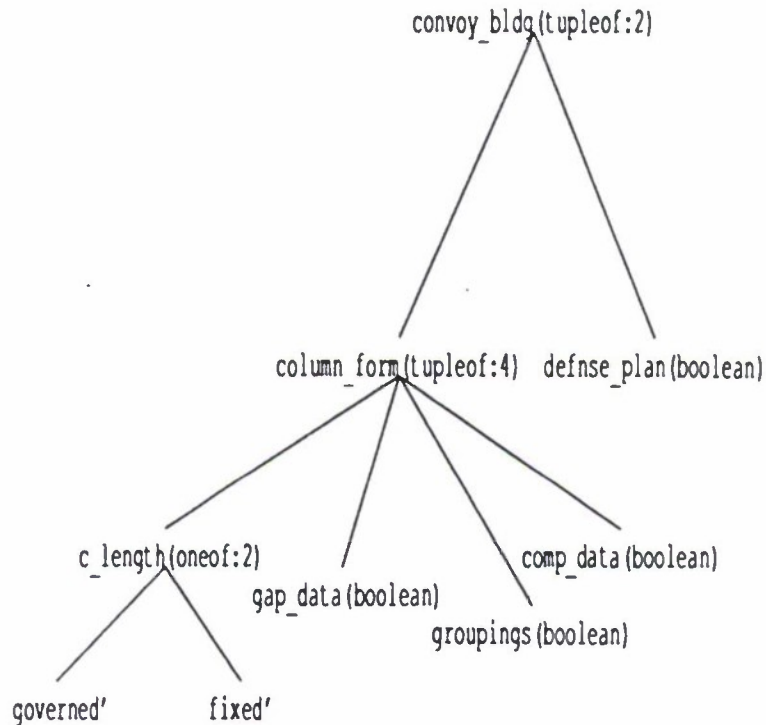 convoy_bldg(tupleof:2)
column_form(tupleof:4) defnse_plan(boolean)
c_length(oneof:2)
comp_data(boolean)
gap_data(boolean)
groupings(boolean)
governed' fixed'